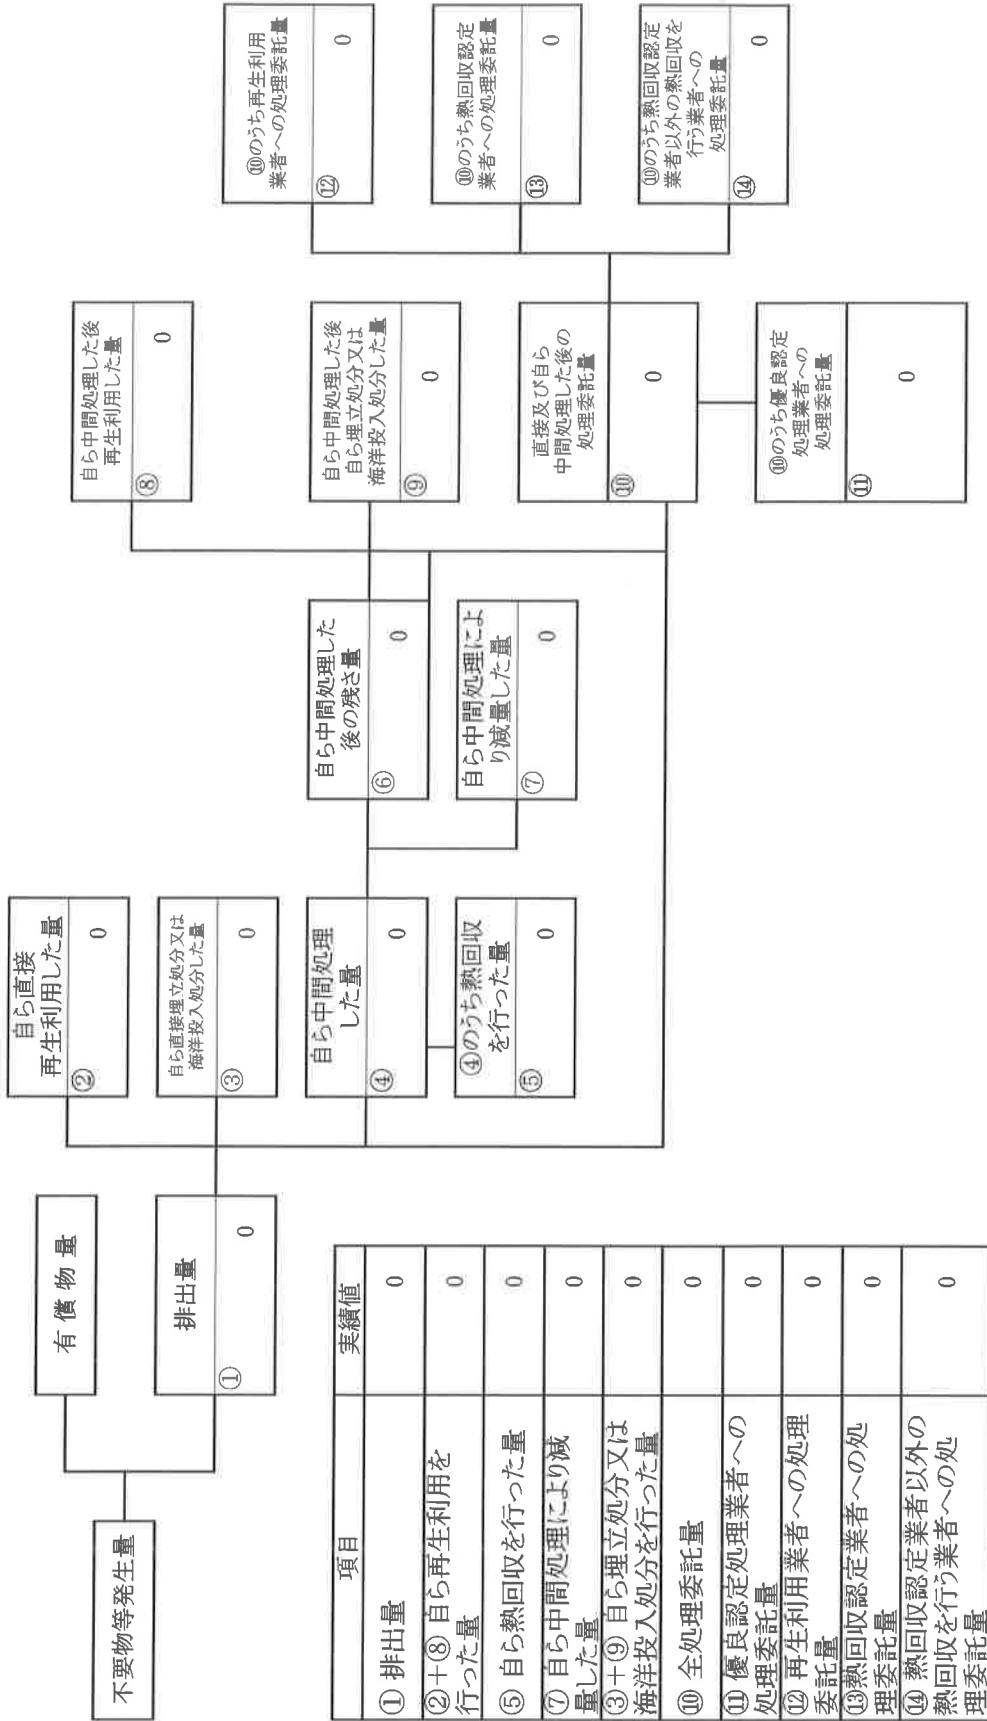 不要物等発生量
有 償 物 量
排出量
①
0
自ら直接
再生利用した量
②
0
自ら直接埋立処分又は
海洋投入処分した量
③
0
自ら中間処理
した量
④
0
④のうち熱回収
を行った量
⑤
0
自ら中間処理した
後の残さ量
⑥
0
自ら中間処理によ
り減量した量
⑦
0
自ら中間処理した後
再生利用した量
⑧
0
自ら中間処理した後
自ら埋立処分又は
海洋投入処分した量
⑨
0
直接及び自ら
中間処理した後の
処理委託量
⑩
0
⑩のうち優良認定
処理業者への
処理委託量
⑪
0
⑩のうち再生利用
業者への処理委託量
⑫
0
⑩のうち熱回収認定
業者への処理委託量
⑬
0
⑩のうち熱回収認定
業者以外の熱回収を
行う業者への
処理委託量
⑭
0
項目 実績値
① 排出量 0
②+⑧ 自ら再生利用を
行った量 0
⑤ 自ら熱回収を行った量 0
⑦ 自ら中間処理により減
量した量 0
③+⑨ 自ら埋立処分又は
海洋投入処分を行った量 0
⑩ 全処理委託量 0
⑪ 優良認定処理業者への
処理委託量 0
⑫ 再生利用業者への処理
委託量 0
⑬熱回収認定業者への処
理委託量 0
⑭ 熱回収認定業者以外の
熱回収を行う業者への処
理委託量 0